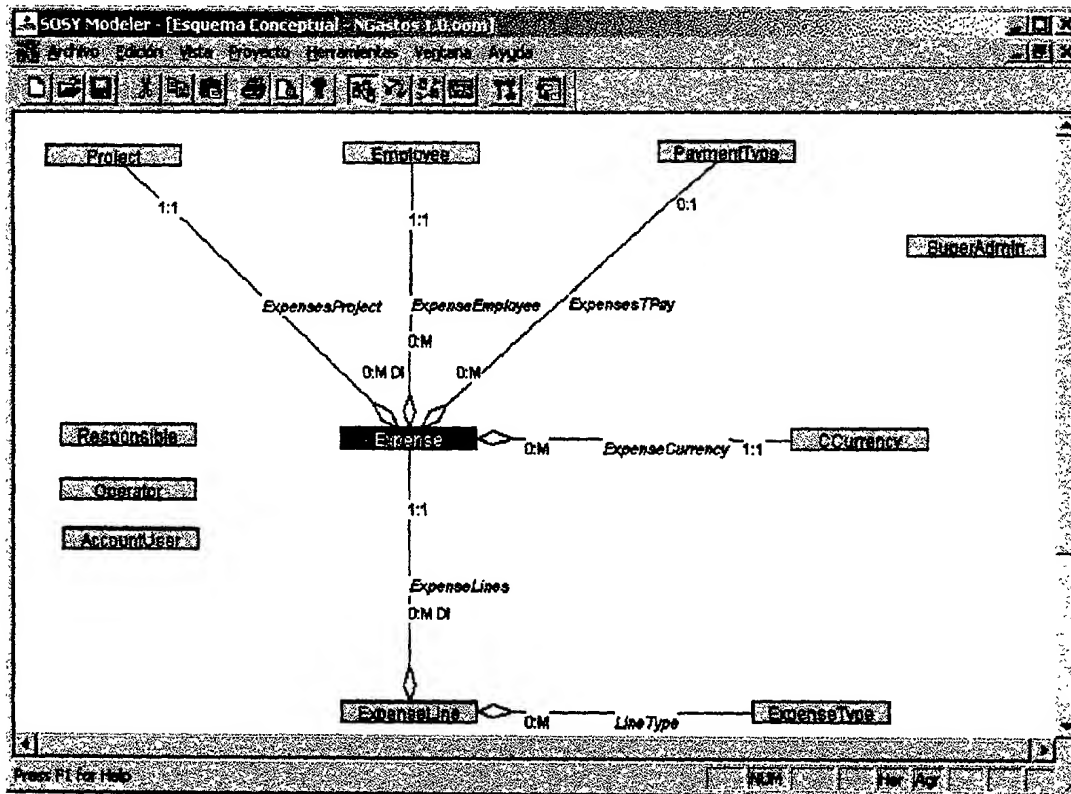 SOSY Modeler - [Esquema Conceptual - NGastos 1.0.oom]
Archivo Edición Vista Proyecto Herramientas Ventana Ayuda
Project
Employee
PaymentType
1:1
1:1
0:1
SuperAdmin
ExpensesProject
ExpenseEmployee
ExpensesTPay
0:M
0:M DI
0:M
Responsible
Expense
0:M
ExpenseCurrency
1:1
CCurrency
Operator
1:1
AccountUser
ExpenseLines
0:M DI
ExpenseLine
0:M
LineType
ExpenseType
Press F1 for Help
NUM